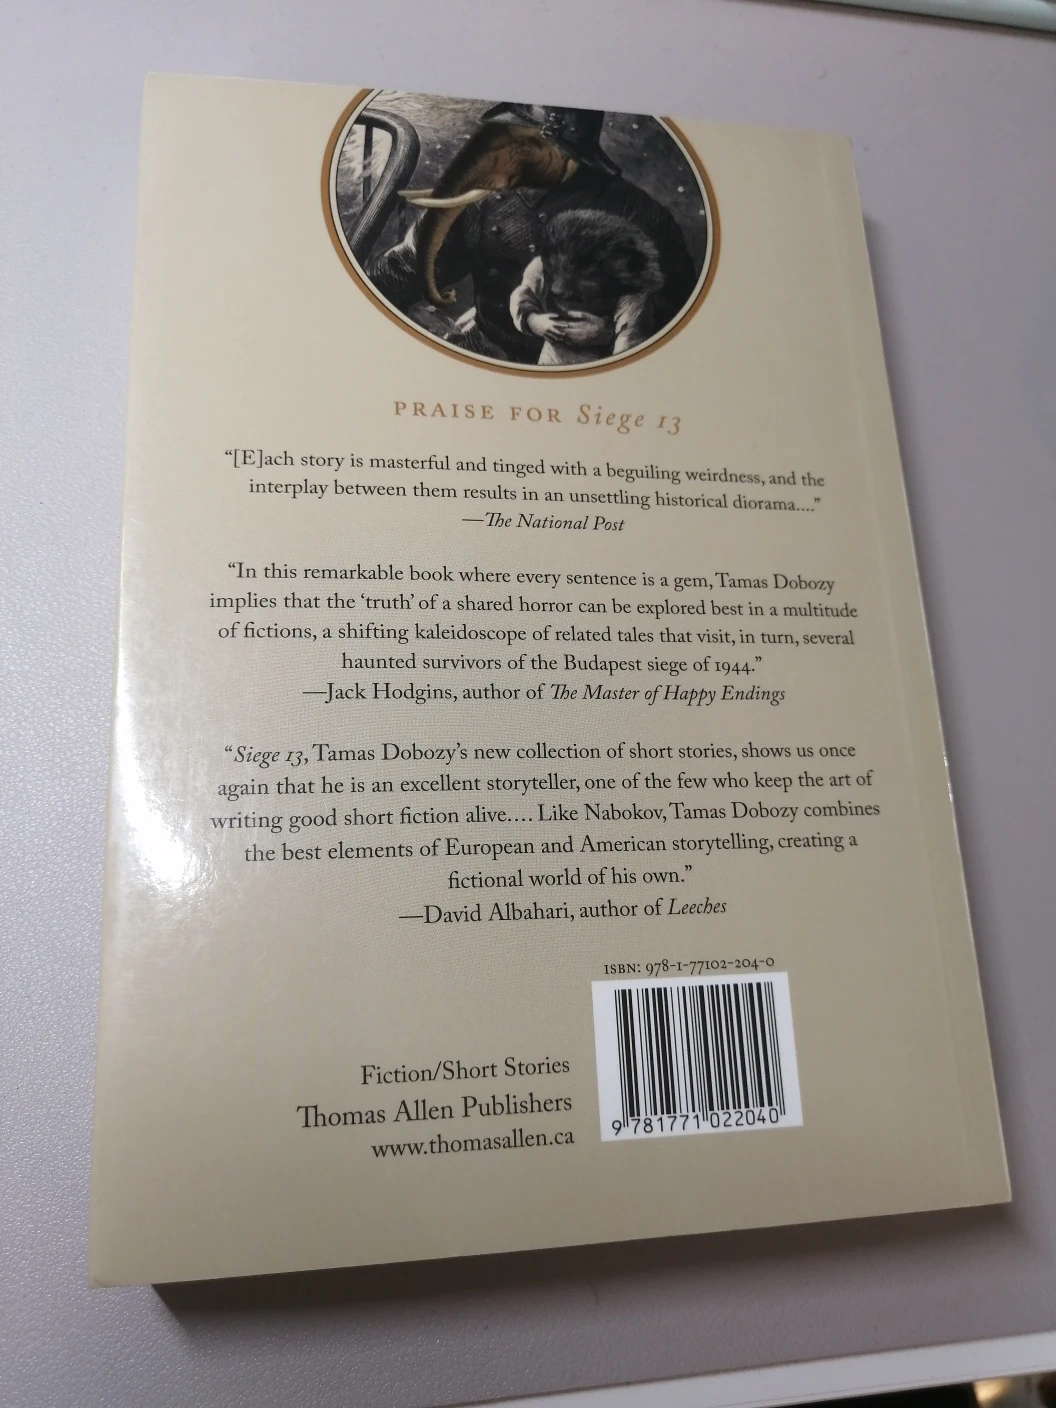 PRAISE FOR Siege 13
“[E]ach story is masterful and tinged with a beguiling weirdness, and the
interplay between them results in an unsettling historical diorama....”
—The National Post
“In this remarkable book where every sentence is a gem, Tamas Dobozy
implies that the ‘truth’ of a shared horror can be explored best in a multitude
of fictions, a shifting kaleidoscope of related tales that visit, in turn, several
haunted survivors of the Budapest siege of 1944.”
—Jack Hodgins, author of The Master of Happy Endings
“Siege 13, Tamas Dobozy’s new collection of short stories, shows us once
again that he is an excellent storyteller, one of the few who keep the art of
writing good short fiction alive.... Like Nabokov, Tamas Dobozy combines
the best elements of European and American storytelling, creating a
fictional world of his own.”
—David Albahari, author of Leeches
ISBN: 978-1-77102-204-0
9 781771 022040
Fiction/Short Stories
Thomas Allen Publishers
www.thomasallen.ca